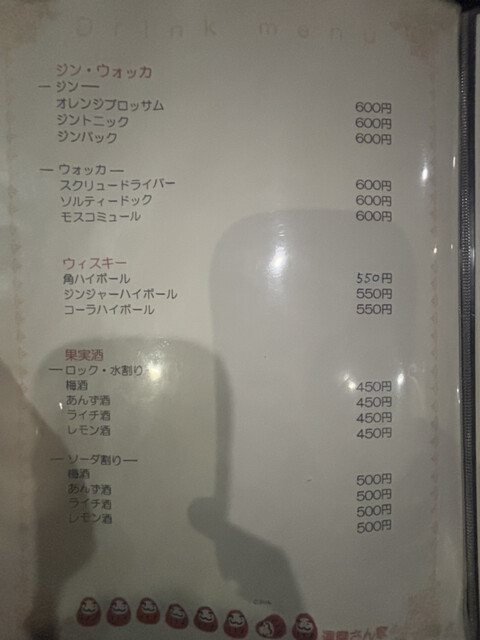 Drink menu
ジン・ウォッカ
ージンー
オレンジブロッサム 600円
ジントニック 600円
ジンバック 600円
ーウォッカー
スクリュードライバー 600円
ソルティードック 600円
モスコミュール 600円
ウィスキー
角ハイボール 550円
ジンジャーハイボール 550円
コーラハイボール 550円
果実酒
ーロック・水割りー
梅酒 450円
あんず酒 450円
ライチ酒 450円
レモン酒 450円
ーソーダ割りー
梅酒 500円
あんず酒 500円
ライチ酒 500円
レモン酒 500円
さん家